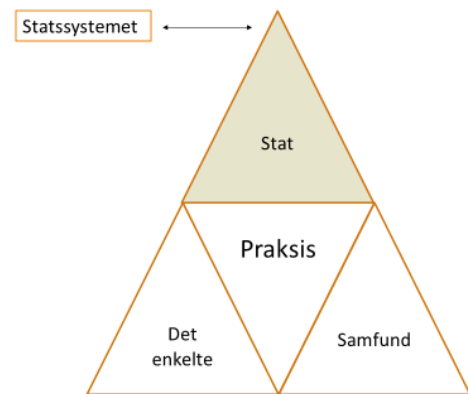 Statssystemet
Stat
Praksis
Det
enkelte
Samfund